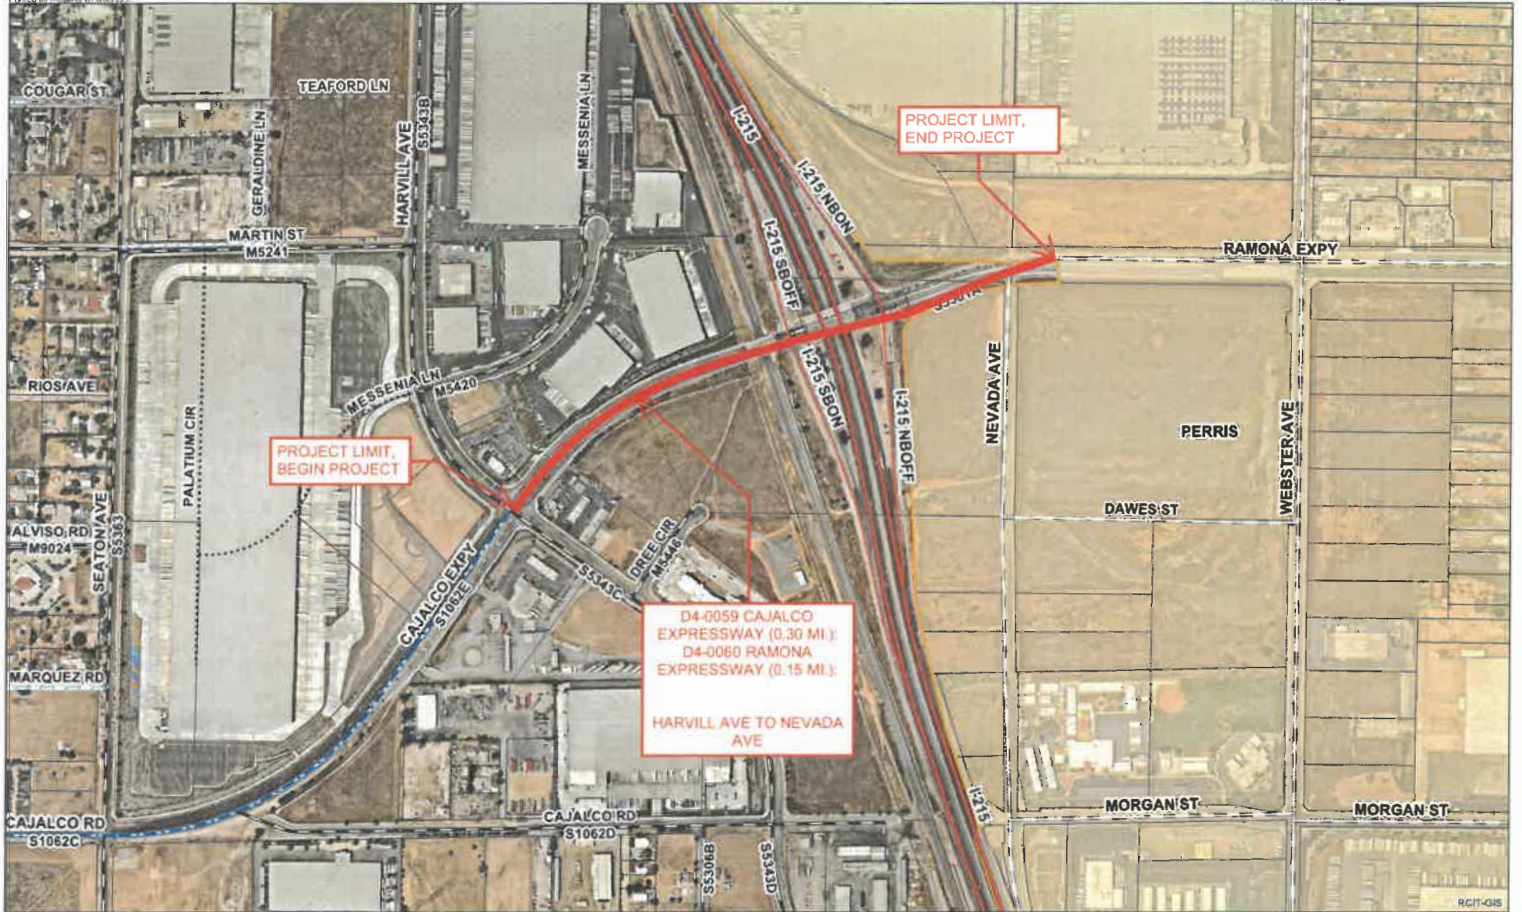 COUGAR ST
TEAFORD LN
GERALDINE LN
HARVILL AVE
S5343B
MESSENIA LN
I-215
I-215 NBON
PROJECT LIMIT,
END PROJECT
MARTIN ST
M5241
I-215 SBOFF
RAMONA EXPY
RIOS AVE
PALATIUM CIR
MESSENIA LN
M5420
I-215 SBON
I-215 NBOFF
NEVADA AVE
PERRIS
WEBSTER AVE
PROJECT LIMIT,
BEGIN PROJECT
ALVISO RD
M9024
SEATON AVE
S5363
DAWES ST
CAJALCO EXPY
S1062E
S5343C
DREE CIR
M5446
D4-0059 CAJALCO
EXPRESSWAY (0.30 MI.);
D4-0060 RAMONA
EXPRESSWAY (0.15 MI.);
HARVILL AVE TO NEVADA
AVE
MARQUEZ RD
I-215
MORGAN ST
MORGAN ST
CAJALCO RD
S1062C
CAJALCO RD
S1062D
S5306B
S5343D
RCIT-GIS